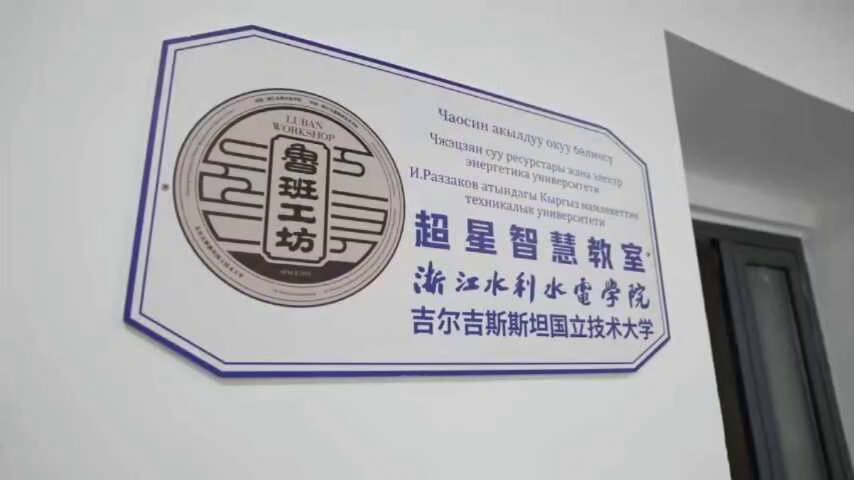 LUBAN
WORKSHOP
魯班工坊
Чаосин акылдуу окуу бөлмөсү
Чжэцзян суу ресурстары жана электр
энергетика университети
И.Раззаков атындагы Кыргыз мамлекеттик
техникалык университети
超星智慧教室
浙江水利水電學院
吉尔吉斯斯坦国立技术大学